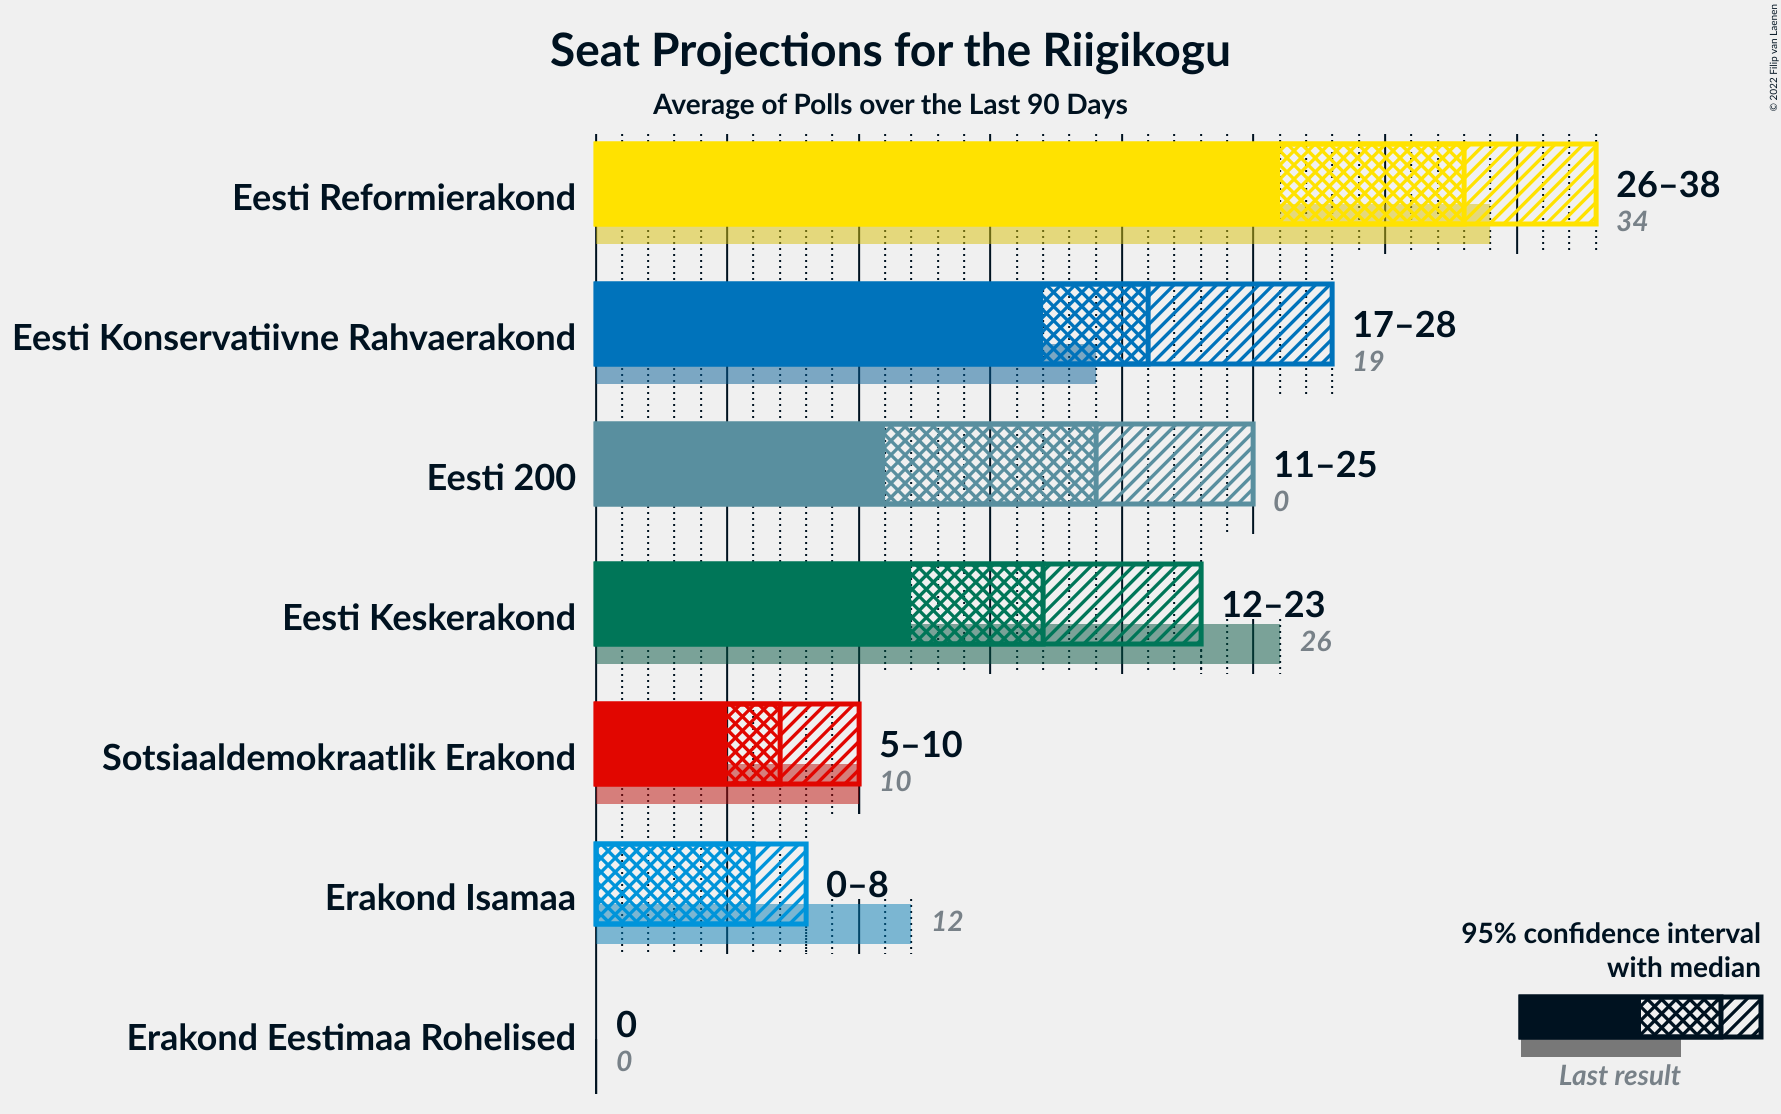 Seat Projections for the Riigikogu
Average of Polls over the Last 90 Days
© 2022 Filip van Laenen
Eesti Reformierakond
26–38
34
Eesti Konservatiivne Rahvaerakond
17–28
19
Eesti 200
11–25
0
Eesti Keskerakond
12–23
26
Sotsiaaldemokraatlik Erakond
5–10
10
Erakond Isamaa
0–8
12
Erakond Eestimaa Rohelised
0
0
95% confidence interval
with median
Last result